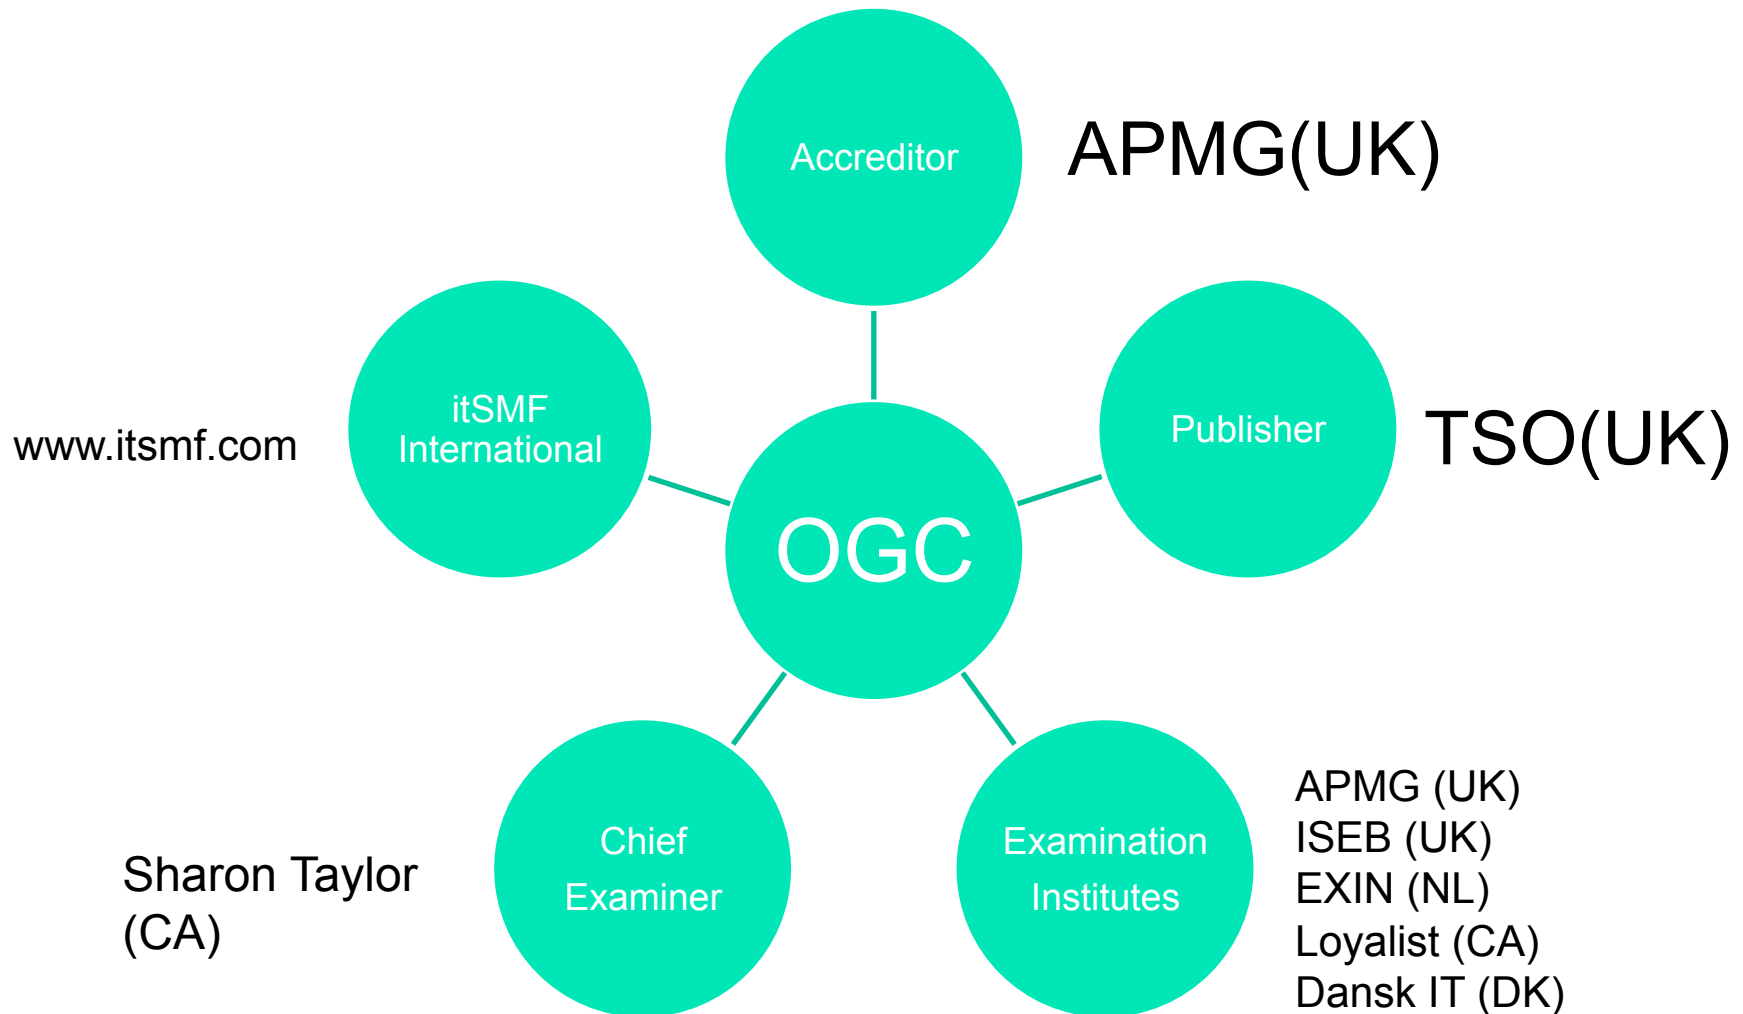 Accreditor
APMG(UK)
itSMF
International
www.itsmf.com
Publisher
TSO(UK)
OGC
Chief
Examiner
Sharon Taylor
(CA)
Examination
Institutes
APMG (UK)
ISEB (UK)
EXIN (NL)
Loyalist (CA)
Dansk IT (DK)